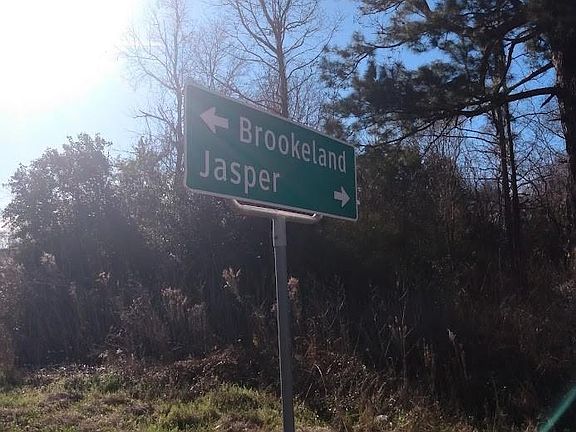 ← Brookeland
Jasper →